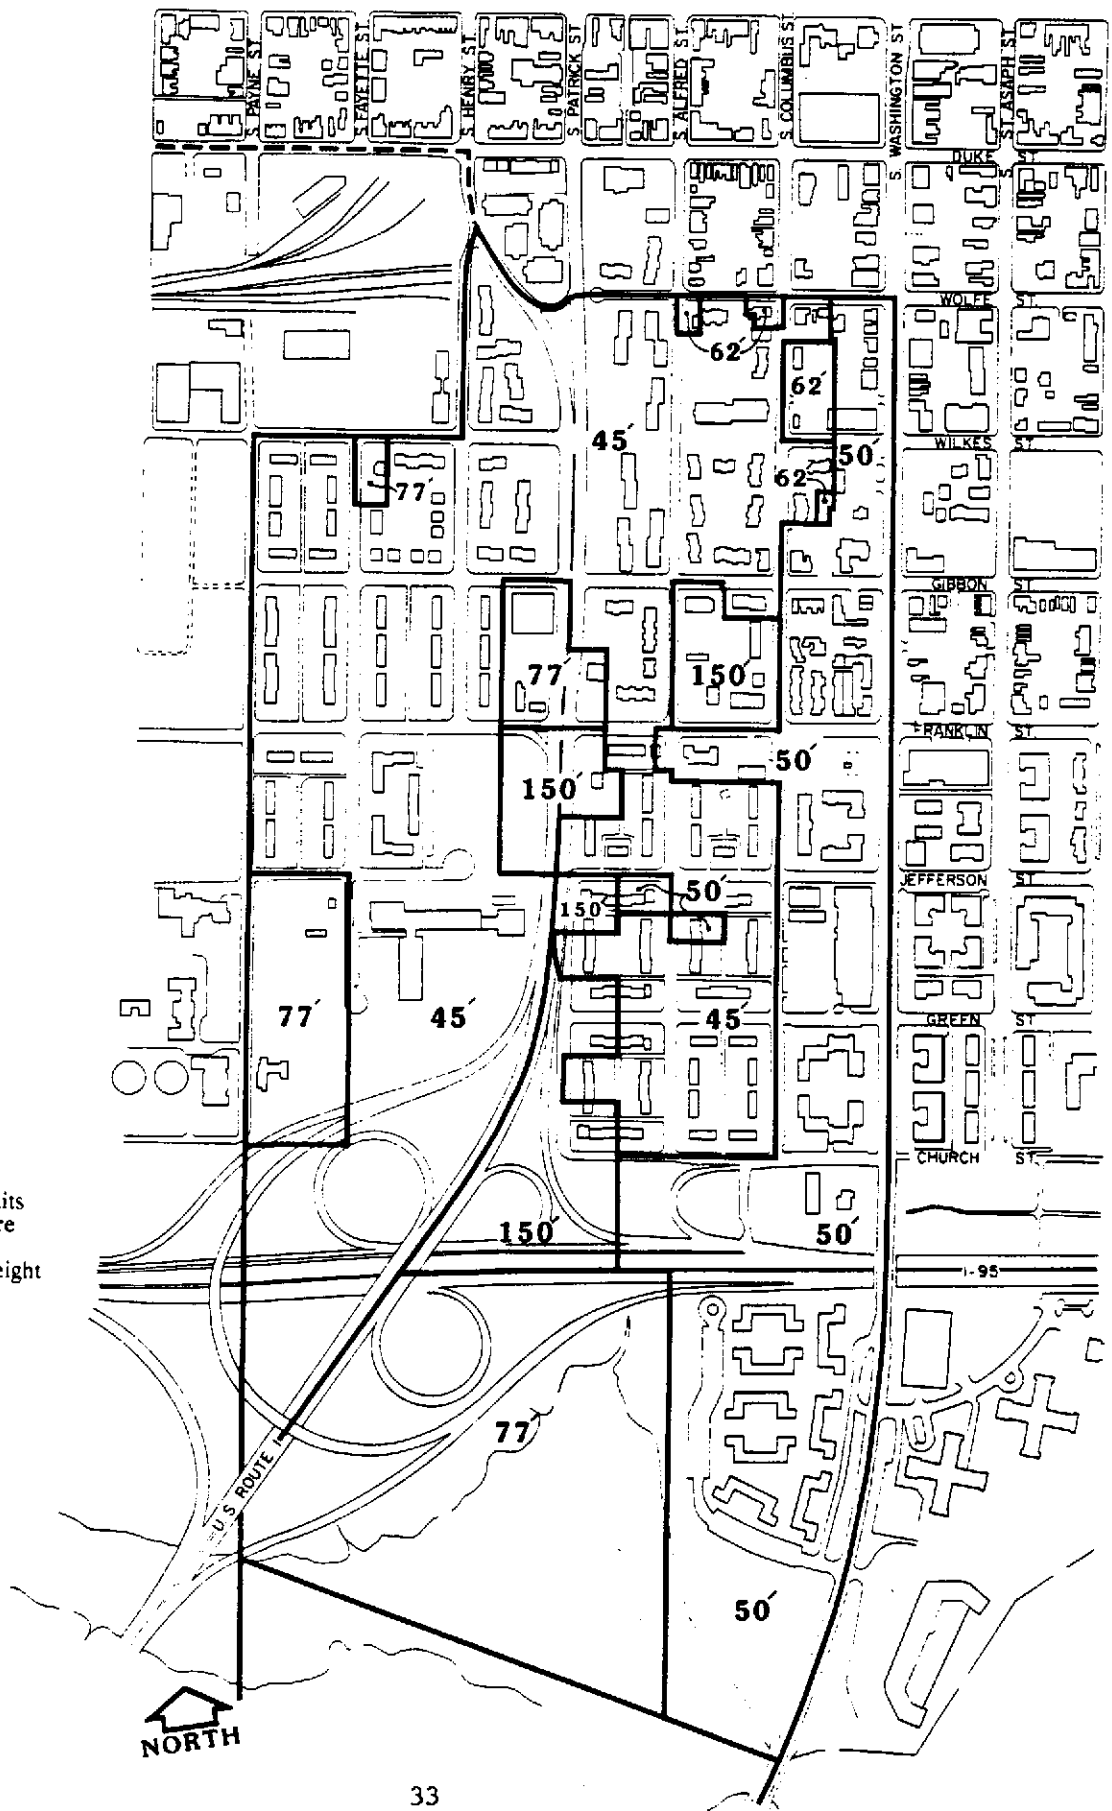 S. PAYNE ST.
S. FAYETTE ST.
S. HENRY ST.
S. PATRICK ST.
S. ALFRED ST.
S. COLUMBUS ST.
S. WASHINGTON ST.
S. ST. ASAPH ST.
DUKE ST.
WOLFE ST.
62′
62′
45′
50′
WILKES ST.
77′
62′
GIBBON ST.
77′
150′
FRANKLIN ST.
50′
150′
JEFFERSON ST.
50′
150
77′
45′
45′
GREEN ST.
CHURCH ST.
its
re
150′
50′
eight
I-95
77′
U S ROUTE 1
50′
NORTH
33